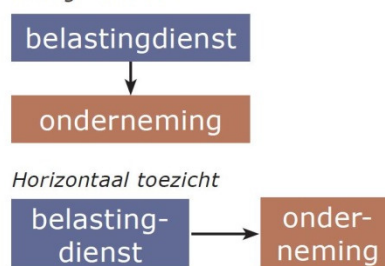 belastingdienst
onderneming
Horizontaal toezicht
belasting-
dienst
onder-
neming